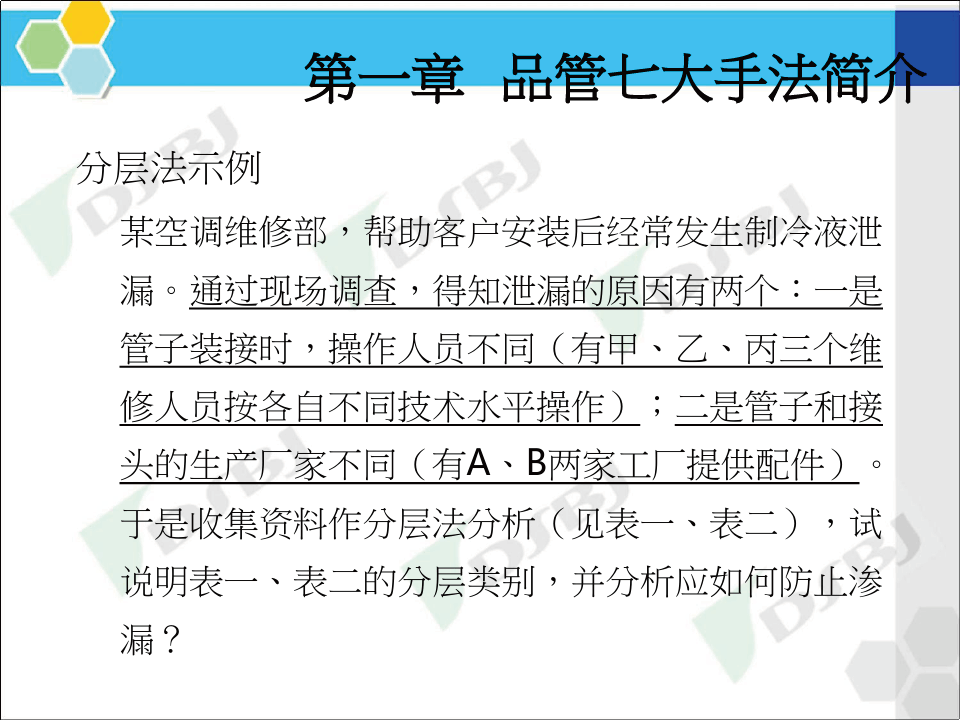 第一章 品管七大手法简介
分层法示例
某空调维修部，帮助客户安装后经常发生制冷液泄
漏。通过现场调查，得知泄漏的原因有两个：一是
管子装接时，操作人员不同（有甲、乙、丙三个维
修人员按各自不同技术水平操作）；二是管子和接
头的生产厂家不同（有A、B两家工厂提供配件）。
于是收集资料作分层法分析（见表一、表二），试
说明表一、表二的分层类别，并分析应如何防止渗
漏？
DSBJ
DSBJ
DSBJ
DSBJ
DSBJ
DSBJ